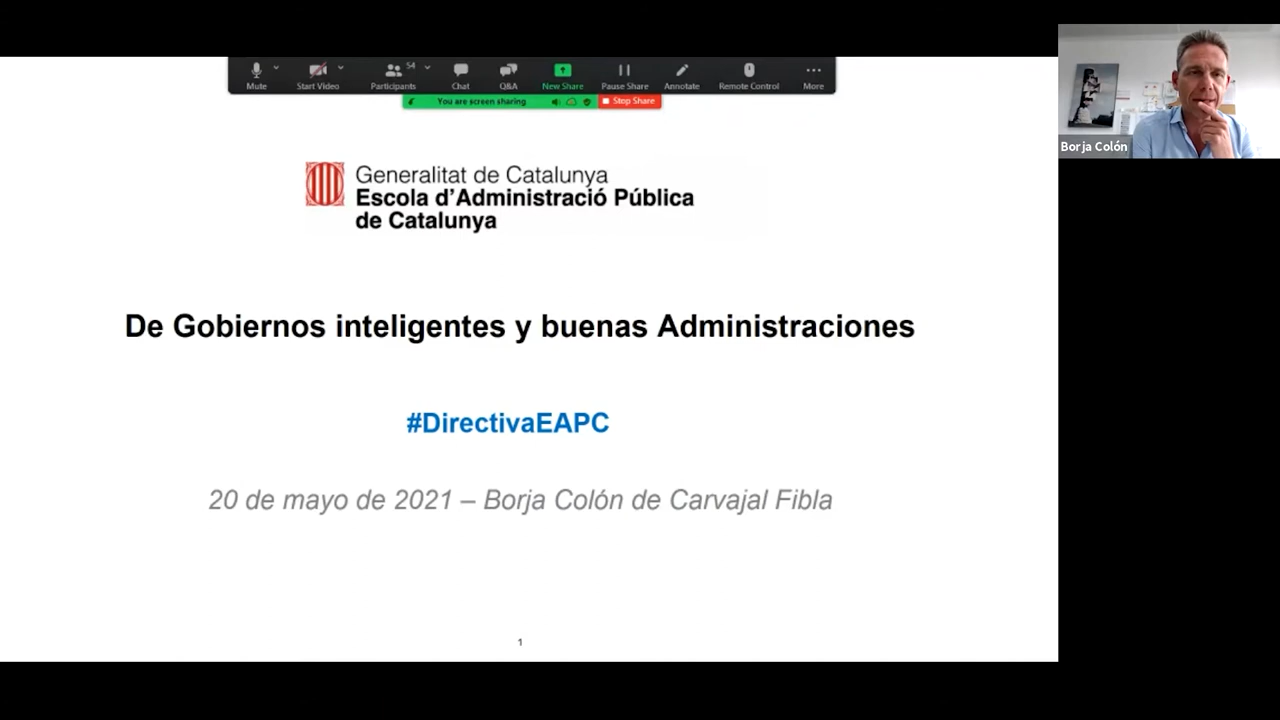 Mute
Start Video
Participants
54
Chat
Q&A
New Share
Pause Share
Annotate
Remote Control
More
You are screen sharing
Stop Share
Generalitat de Catalunya
Escola d'Administració Pública
de Catalunya
De Gobiernos inteligentes y buenas Administraciones
#DirectivaEAPC
20 de mayo de 2021 – Borja Colón de Carvajal Fibla
1
Borja Colón